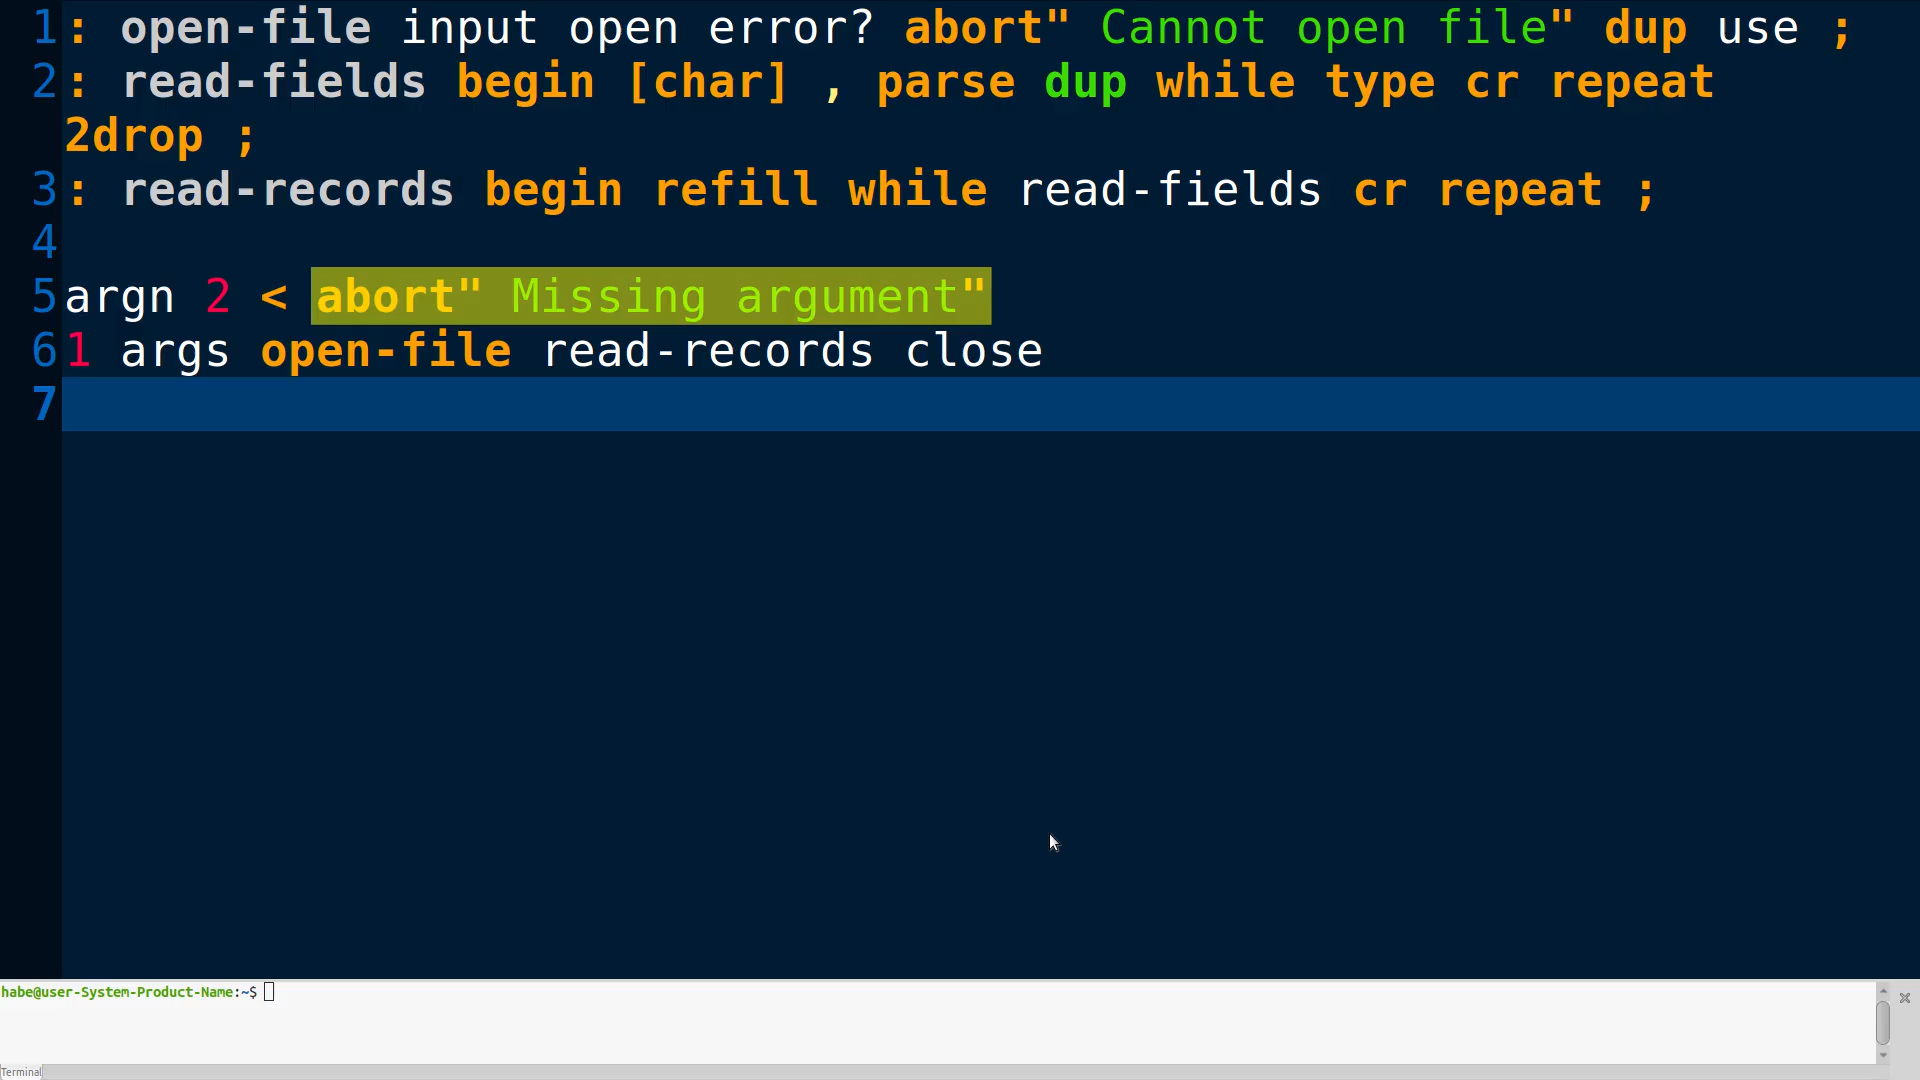 1: open-file input open error? abort" Cannot open file" dup use ;
2: read-fields begin [char] , parse dup while type cr repeat
2drop ;
3: read-records begin refill while read-fields cr repeat ;
4
5argn 2 < abort" Missing argument"
61 args open-file read-records close
7
habe@user-System-Product-Name:~$
Terminal